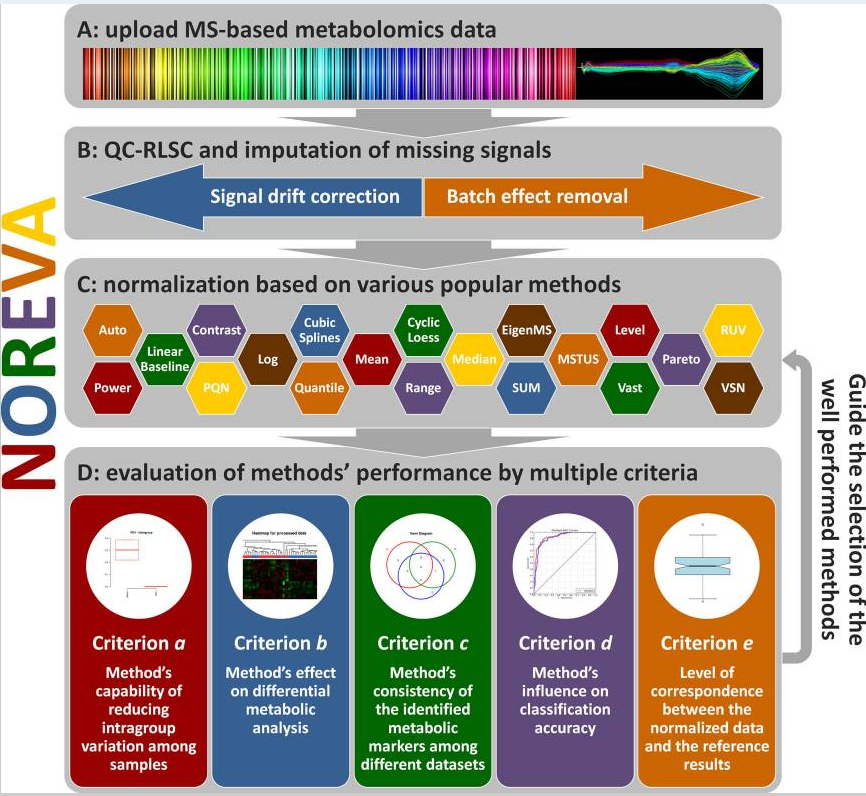 A: upload MS-based metabolomics data
B: QC-RLSC and imputation of missing signals
Signal drift correction
Batch effect removal
NOREVA
C: normalization based on various popular methods
Auto
Contrast
Cubic
Splines
Cyclic
Loess
EigenMS
Level
RUV
Linear
Baseline
Log
Mean
Median
MSTUS
Pareto
Power
PQN
Quantile
Range
SUM
Vast
VSN
Guide the selection of the
well performed methods
D: evaluation of methods’ performance by multiple criteria
Heatmap for processed data
Venn Diagram
Criterion a
Method’s
capability of
reducing
intragroup
variation among
samples
Criterion b
Method’s effect
on differential
metabolic
analysis
Criterion c
Method’s
consistency of
the identified
metabolic
markers among
different datasets
Criterion d
Method’s
influence on
classification
accuracy
Criterion e
Level of
correspondence
between the
normalized data
and the reference
results